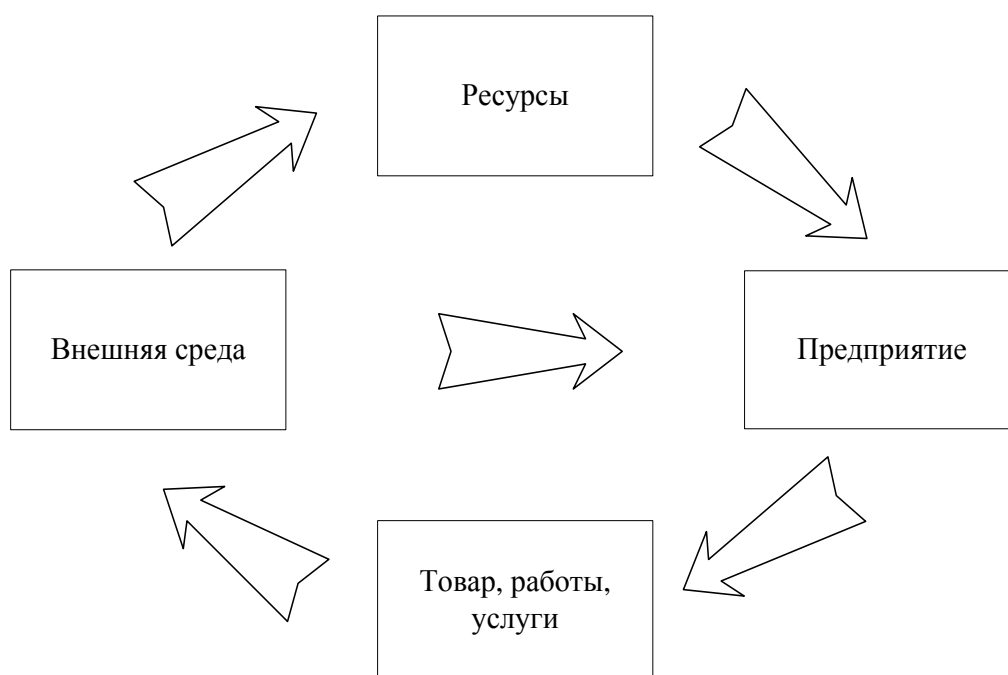 Ресурсы
Внешняя среда
Предприятие
Товар, работы,
услуги